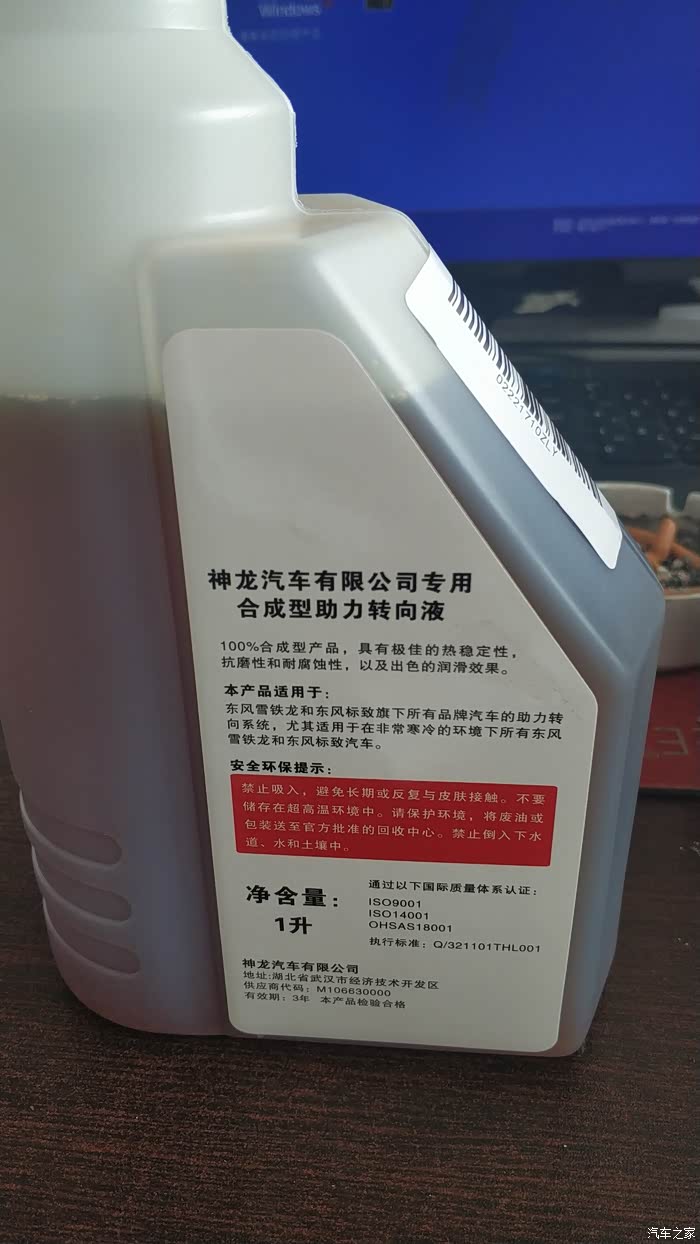 Windows
02221710ZLY
神龙汽车有限公司专用
合成型助力转向液
100%合成型产品，具有极佳的热稳定性，
抗磨性和耐腐蚀性，以及出色的润滑效果。
本产品适用于：
东风雪铁龙和东风标致旗下所有品牌汽车的助力转
向系统，尤其适用于在非常寒冷的环境下所有东风
雪铁龙和东风标致汽车。
安全环保提示：
禁止吸入，避免长期或反复与皮肤接触。不要
储存在超高温环境中。请保护环境，将废油或
包装送至官方批准的回收中心。禁止倒入下水
道、水和土壤中。
净含量：
1升
通过以下国际质量体系认证：
ISO9001
ISO14001
OHSAS18001
执行标准：Q/321101THL001
神龙汽车有限公司
地址:湖北省武汉市经济技术开发区
供应商代码：M106630000
有效期：3年 本产品检验合格
汽车之家